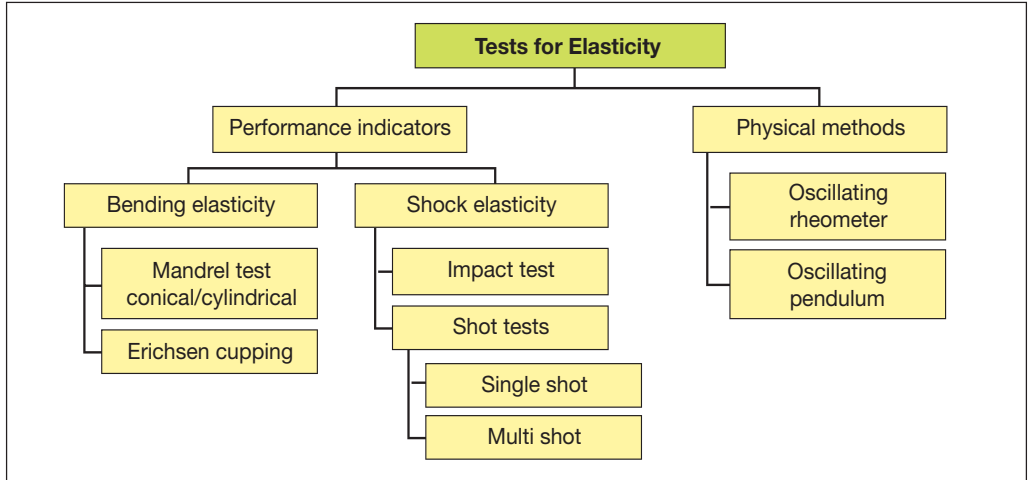 Tests for Elasticity
Performance indicators
Physical methods
Bending elasticity
Shock elasticity
Oscillating
rheometer
Mandrel test
conical/cylindrical
Impact test
Oscillating
pendulum
Shot tests
Erichsen cupping
Single shot
Multi shot